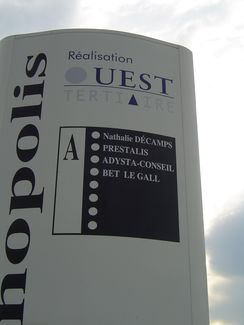 Réalisation
OUEST
TERTIAIRE
nopolis
A
Nathalie DÉCAMPS
PRESTALIS
ADYSTA-CONSEIL
BET LE GALL